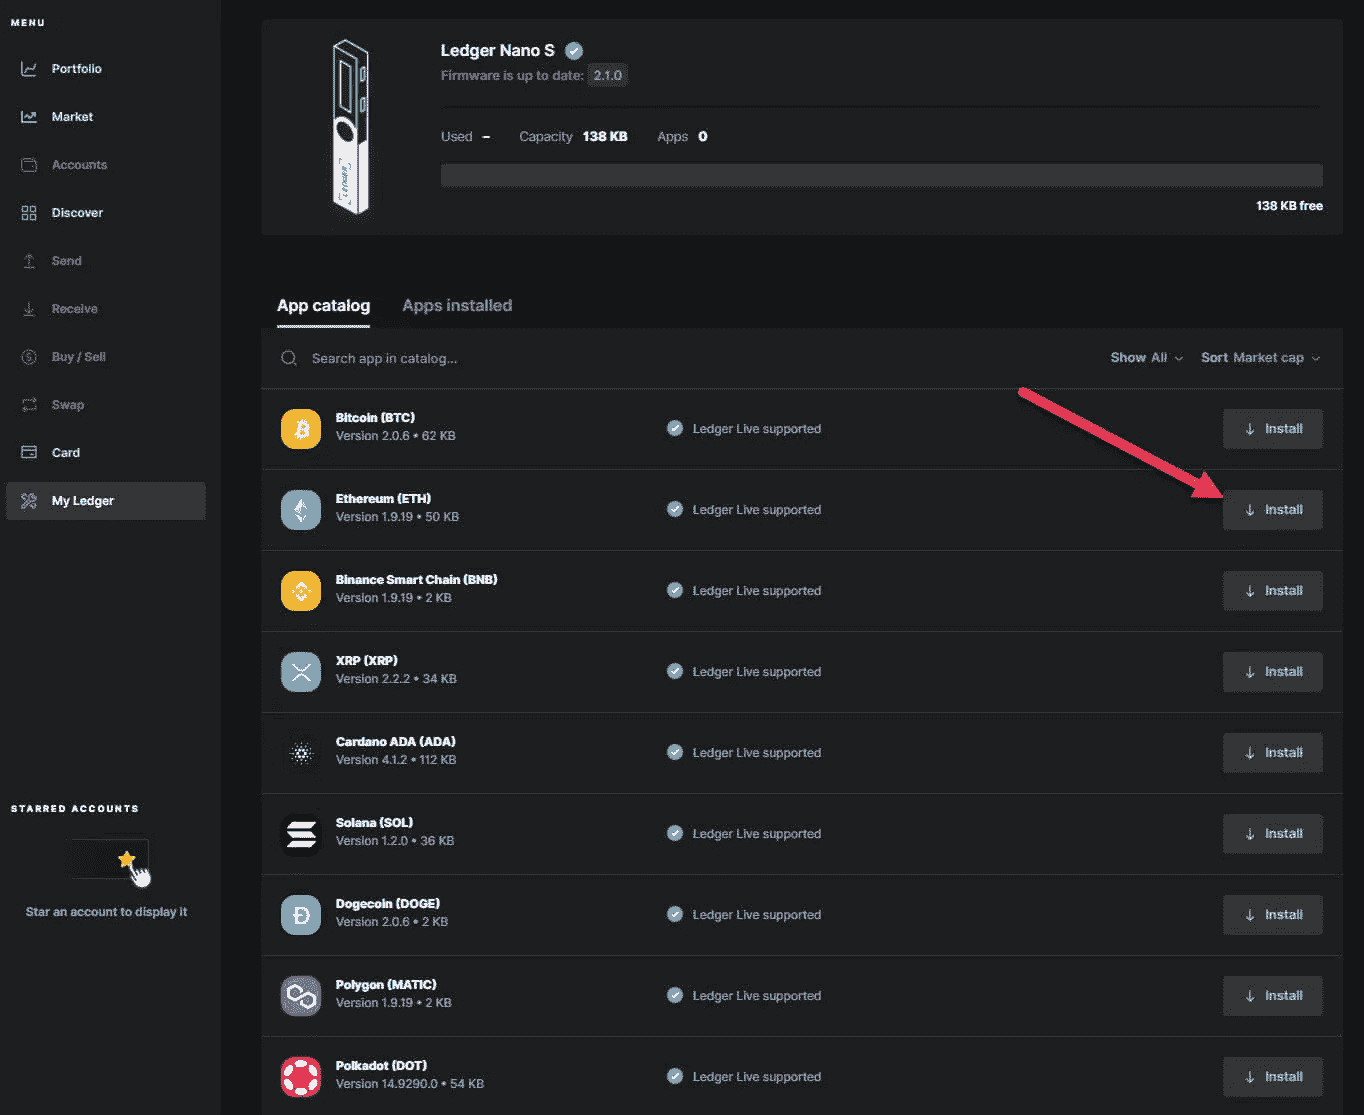 MENU
Portfolio
Market
Accounts
Discover
Send
Receive
Buy / Sell
Swap
Card
My Ledger
STARRED ACCOUNTS
Star an account to display it
Ledger Nano S
Firmware is up to date: 2.1.0
Used – Capacity 138 KB Apps 0
138 KB free
LEDGER
App catalog Apps installed
Search app in catalog... Show All Sort Market cap
Bitcoin (BTC)
Version 2.0.6 • 62 KB
Ledger Live supported
Install
Ethereum (ETH)
Version 1.9.19 • 50 KB
Ledger Live supported
Install
Binance Smart Chain (BNB)
Version 1.9.19 • 2 KB
Ledger Live supported
Install
XRP (XRP)
Version 2.2.2 • 34 KB
Ledger Live supported
Install
Cardano ADA (ADA)
Version 4.1.2 • 112 KB
Ledger Live supported
Install
Solana (SOL)
Version 1.2.0 • 36 KB
Ledger Live supported
Install
Dogecoin (DOGE)
Version 2.0.6 • 2 KB
Ledger Live supported
Install
Polygon (MATIC)
Version 1.9.19 • 2 KB
Ledger Live supported
Install
Polkadot (DOT)
Version 14.9290.0 • 54 KB
Ledger Live supported
Install